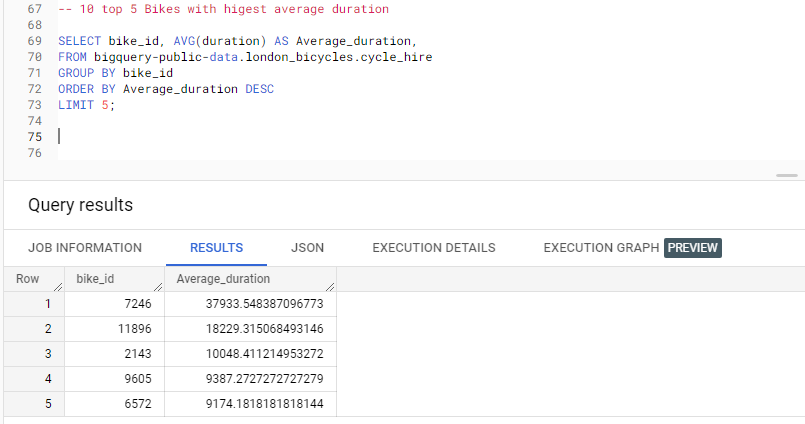 67 -- 10 top 5 Bikes with higest average duration
68
69 SELECT bike_id, AVG(duration) AS Average_duration,
70 FROM bigquery-public-data.london_bicycles.cycle_hire
71 GROUP BY bike_id
72 ORDER BY Average_duration DESC
73 LIMIT 5;
74
75
76
Query results
JOB INFORMATION RESULTS JSON EXECUTION DETAILS EXECUTION GRAPH PREVIEW
Row bike_id Average_duration
1 7246 37933.548387096773
2 11896 18229.315068493146
3 2143 10048.411214953272
4 9605 9387.2727272727279
5 6572 9174.1818181818144